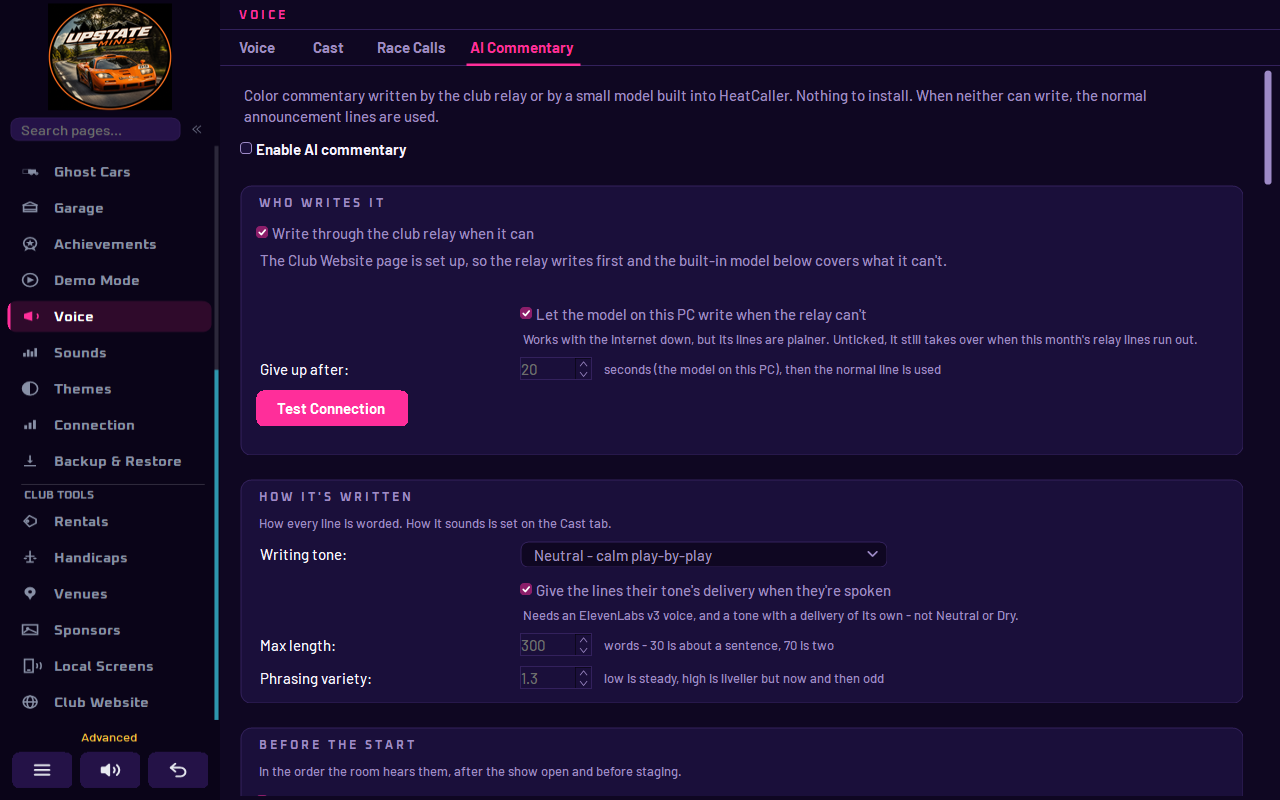 UPSTATE
MINIZ
Search pages...
Ghost Cars
Garage
Achievements
Demo Mode
Voice
Sounds
Themes
Connection
Backup & Restore
CLUB TOOLS
Rentals
Handicaps
Venues
Sponsors
Local Screens
Club Website
Advanced
VOICE
Voice
Cast
Race Calls
AI Commentary
Color commentary written by the club relay or by a small model built into HeatCaller. Nothing to install. When neither can write, the normal
announcement lines are used.
Enable AI commentary
WHO WRITES IT
Write through the club relay when it can
The Club Website page is set up, so the relay writes first and the built-in model below covers what it can't.
Let the model on this PC write when the relay can't
Works with the internet down, but its lines are plainer. Unticked, it still takes over when this month's relay lines run out.
Give up after:
20
seconds (the model on this PC), then the normal line is used
Test Connection
HOW IT'S WRITTEN
How every line is worded. How it sounds is set on the Cast tab.
Writing tone:
Neutral - calm play-by-play
Give the lines their tone's delivery when they're spoken
Needs an ElevenLabs v3 voice, and a tone with a delivery of its own - not Neutral or Dry.
Max length:
300
words - 30 is about a sentence, 70 is two
Phrasing variety:
1.3
low is steady, high is livelier but now and then odd
BEFORE THE START
In the order the room hears them, after the show open and before staging.